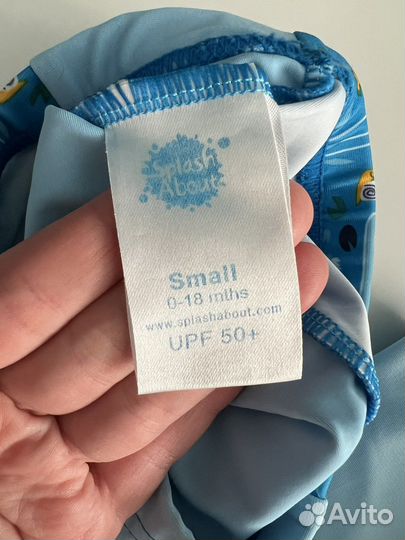 Splash
About
Small
0-18 mths
www.splashabout.com
UPF 50+
Avito